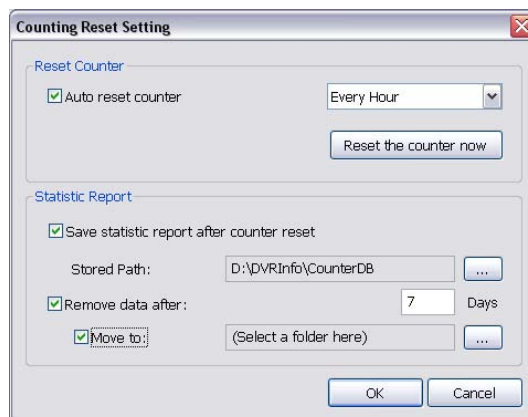 Counting Reset Setting
Reset Counter
Auto reset counter
Every Hour
Reset the counter now
Statistic Report
Save statistic report after counter reset
Stored Path:
D:\DVRInfo\CounterDB
...
Remove data after:
7
Days
Move to:
(Select a folder here)
...
OK
Cancel